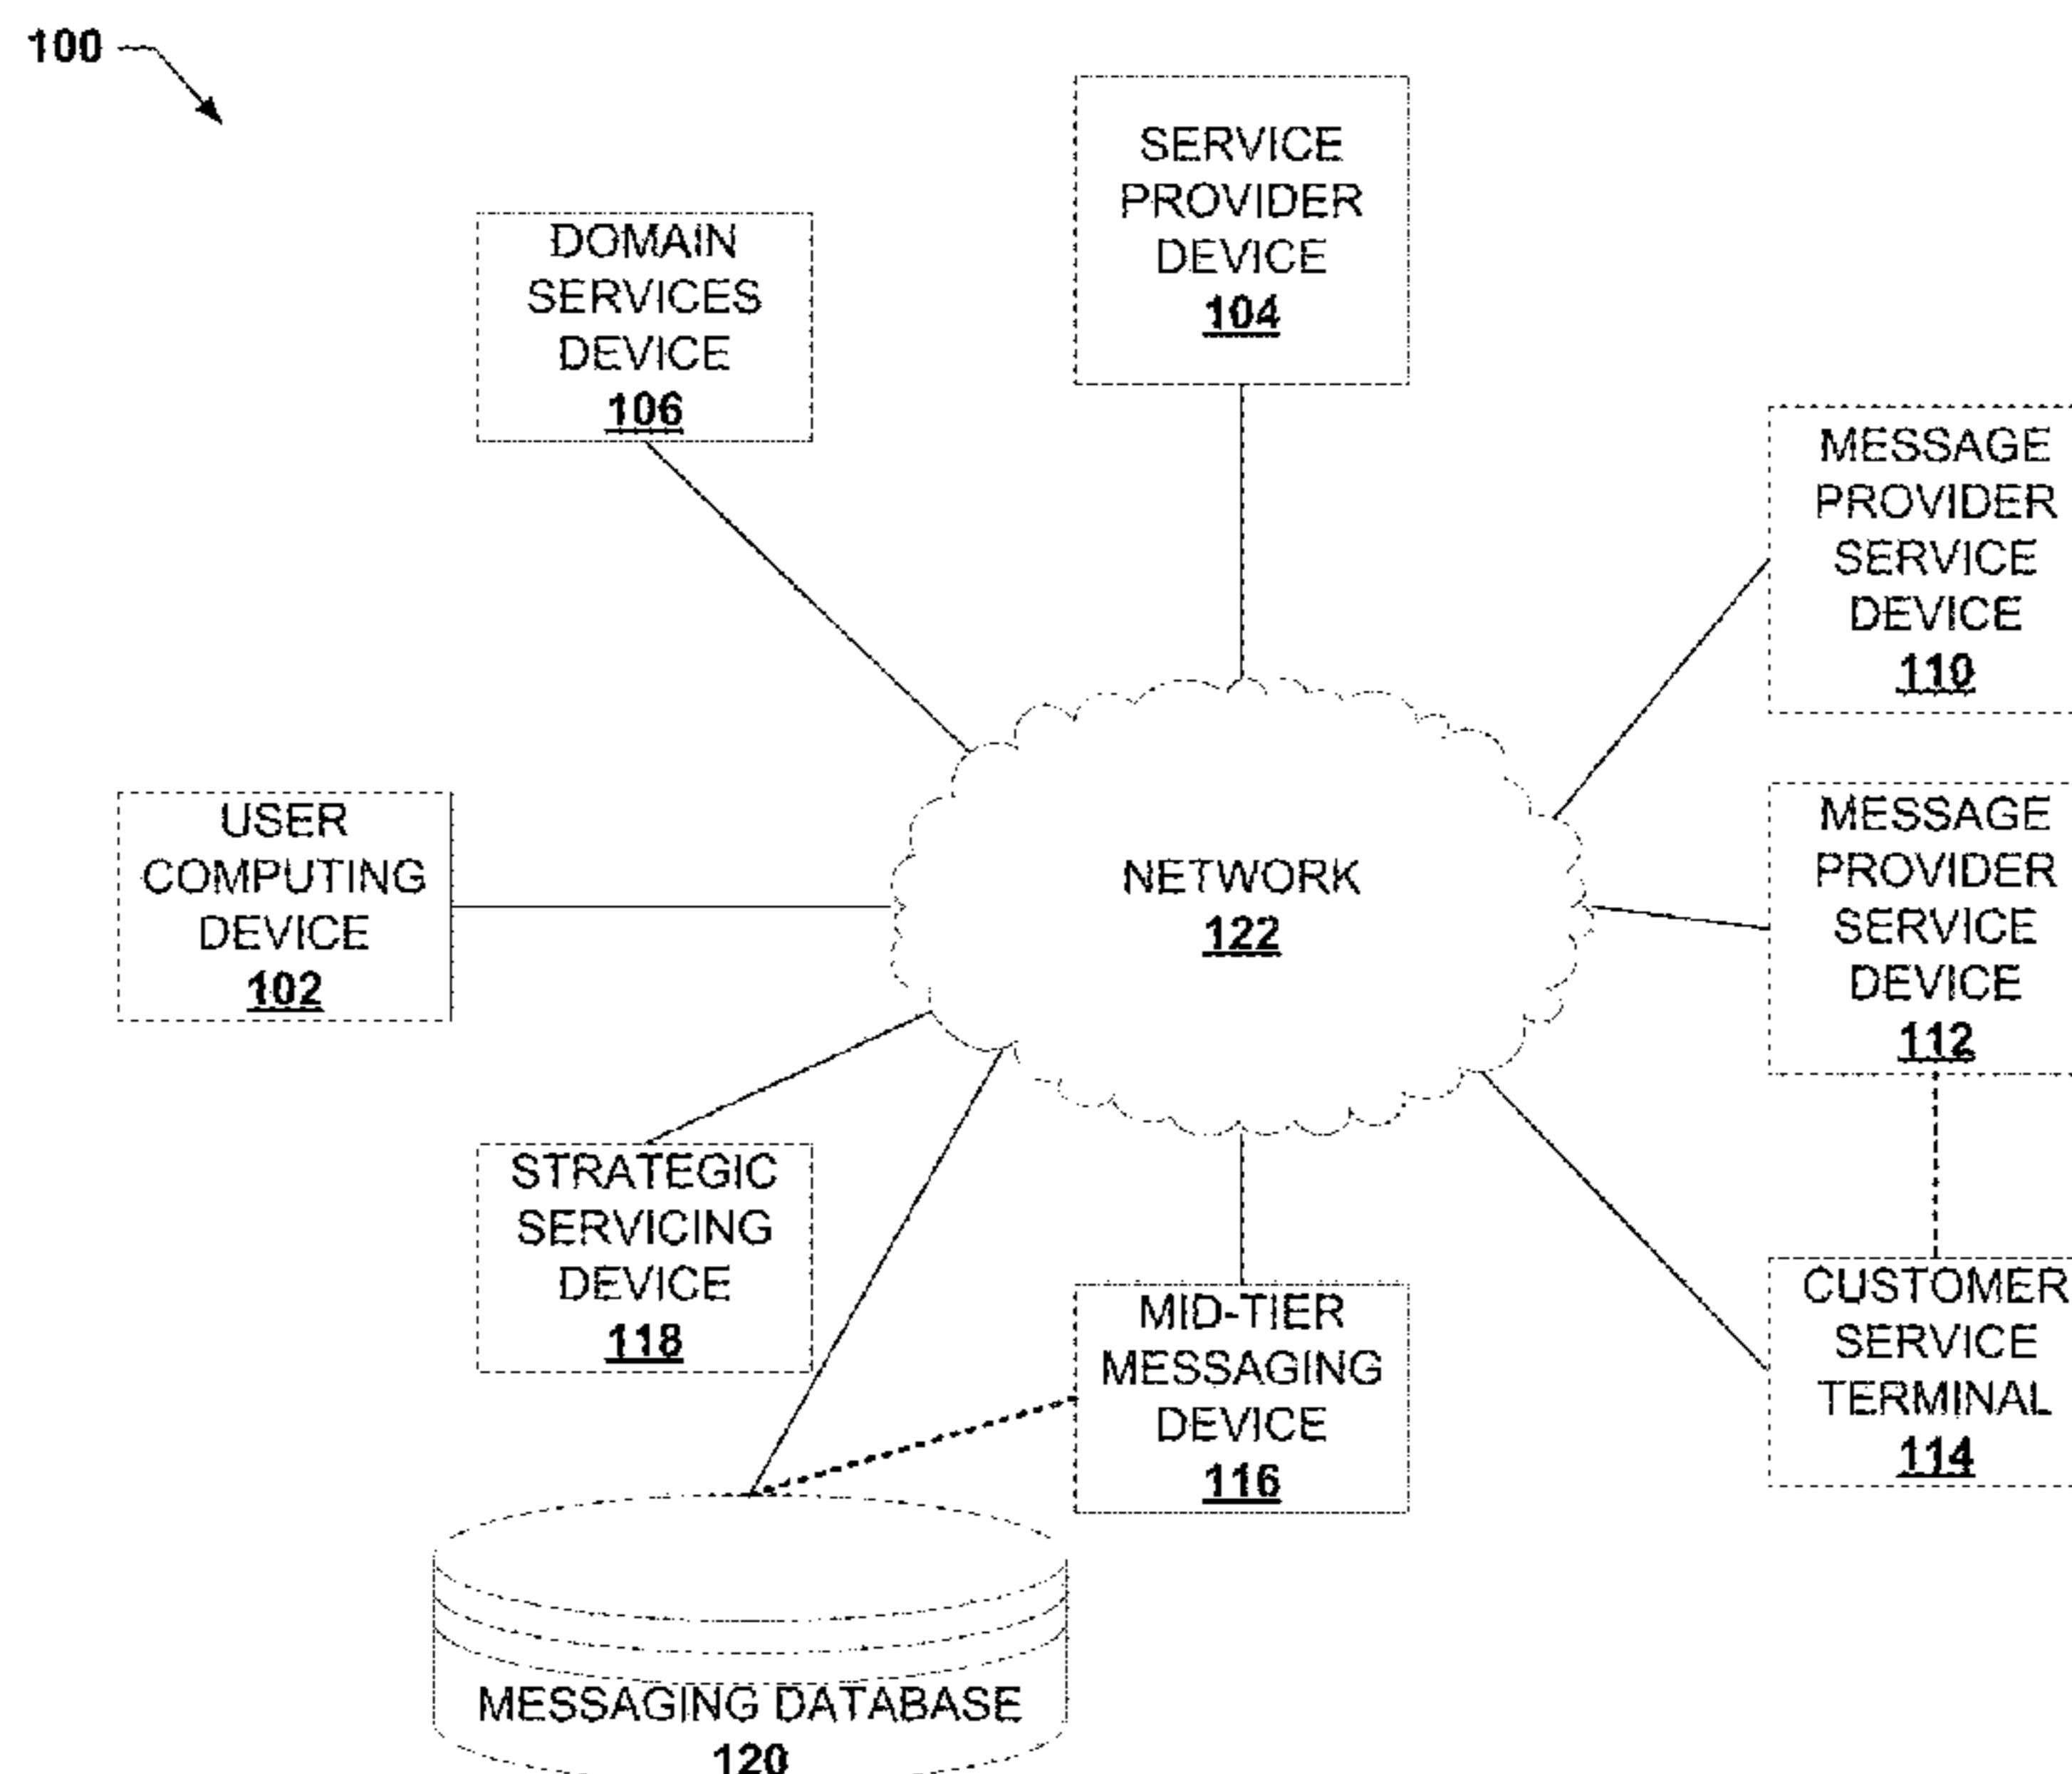 100
SERVICE
PROVIDER
DEVICE
104
DOMAIN
SERVICES
DEVICE
106
MESSAGE
PROVIDER
SERVICE
DEVICE
110
USER
COMPUTING
DEVICE
102
NETWORK
122
MESSAGE
PROVIDER
SERVICE
DEVICE
112
STRATEGIC
SERVICING
DEVICE
118
MID-TIER
MESSAGING
DEVICE
116
CUSTOMER
SERVICE
TERMINAL
114
MESSAGING DATABASE
120